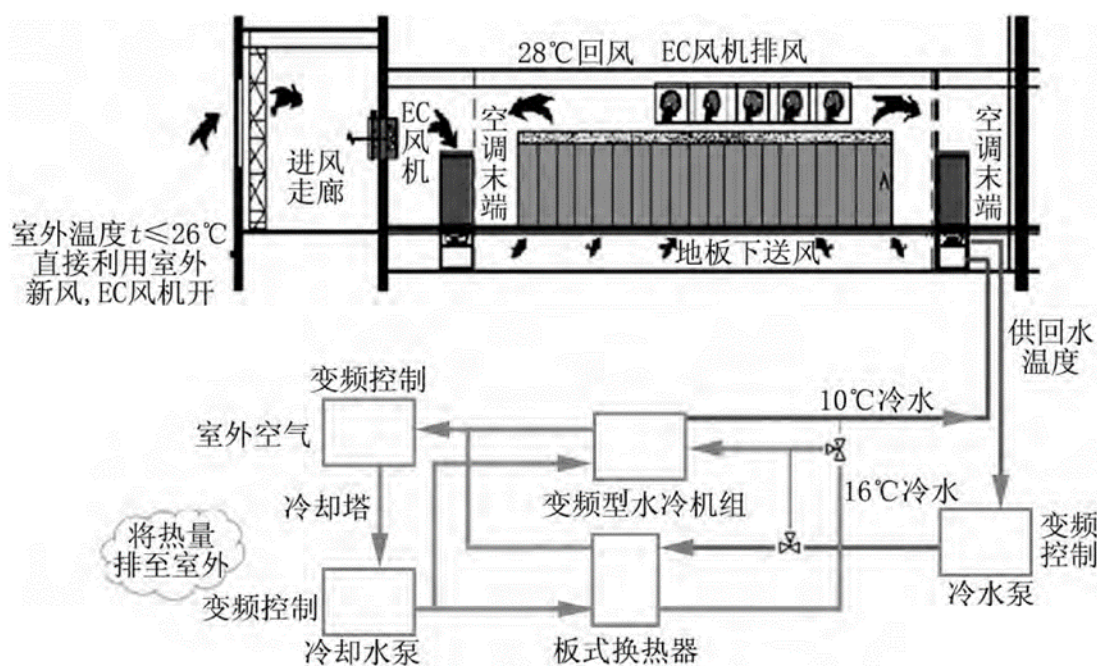 28℃回风 EC风机排风
EC风机
空调末端
空调末端
进风
走廊
室外温度t≤26℃
直接利用室外
新风,EC风机开
地板下送风
供回水
温度
变频控制
10℃冷水
室外空气
变频型水冷机组
16℃冷水
冷却塔
将热量
排至室外
变频
控制
变频控制
冷水泵
冷却水泵
板式换热器